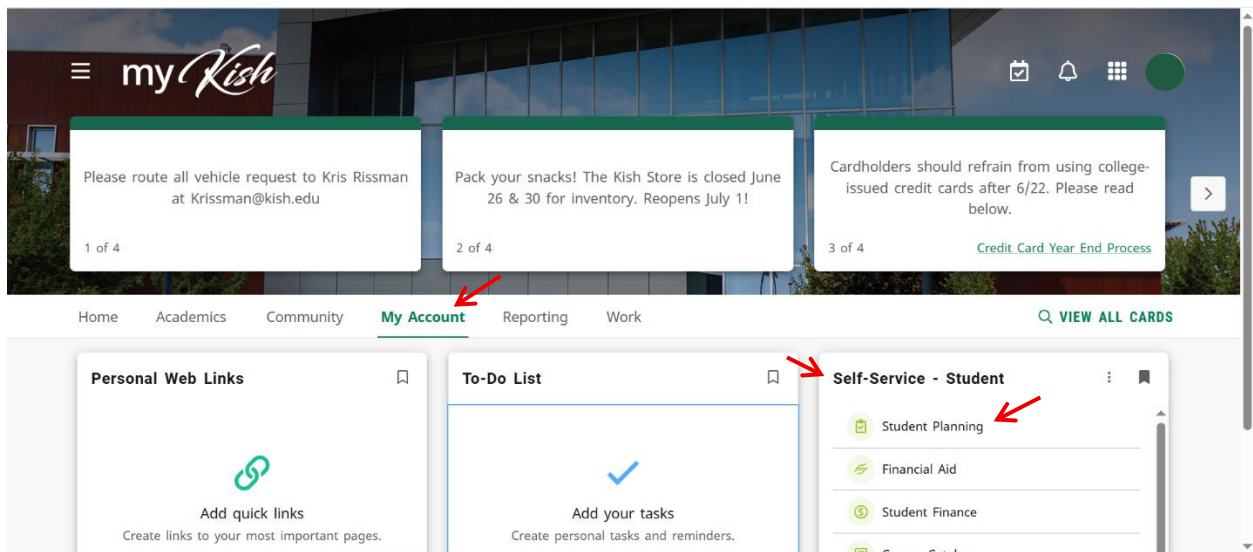 my Kish
Please route all vehicle request to Kris Rissman
at Krissman@kish.edu
1 of 4
Pack your snacks! The Kish Store is closed June
26 & 30 for inventory. Reopens July 1!
2 of 4
Cardholders should refrain from using college-
issued credit cards after 6/22. Please read
below.
3 of 4
Credit Card Year End Process
Home
Academics
Community
My Account
Reporting
Work
VIEW ALL CARDS
Personal Web Links
Add quick links
Create links to your most important pages.
To-Do List
Add your tasks
Create personal tasks and reminders.
Self-Service - Student
Student Planning
Financial Aid
Student Finance